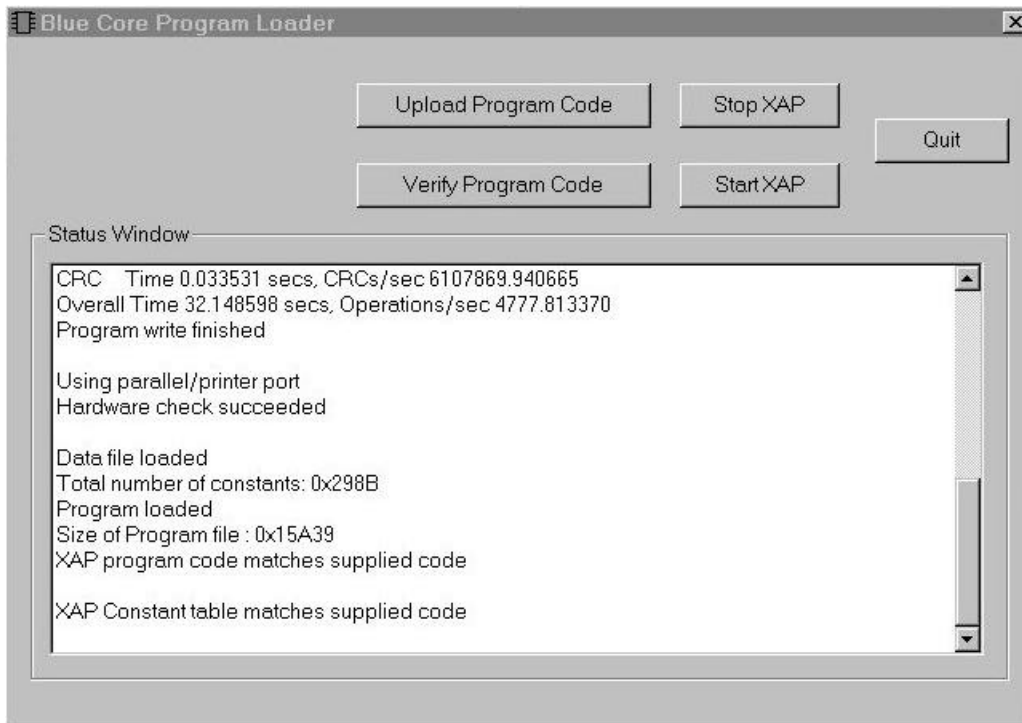 Blue Core Program Loader
Upload Program Code
Stop XAP
Quit
Verify Program Code
Start XAP
Status Window
CRC    Time 0.033531 secs, CRCs/sec 6107869.940665
Overall Time 32.148598 secs, Operations/sec 4777.813370
Program write finished
Using parallel/printer port
Hardware check succeeded
Data file loaded
Total number of constants: 0x298B
Program loaded
Size of Program file : 0x15A39
XAP program code matches supplied code
XAP Constant table matches supplied code